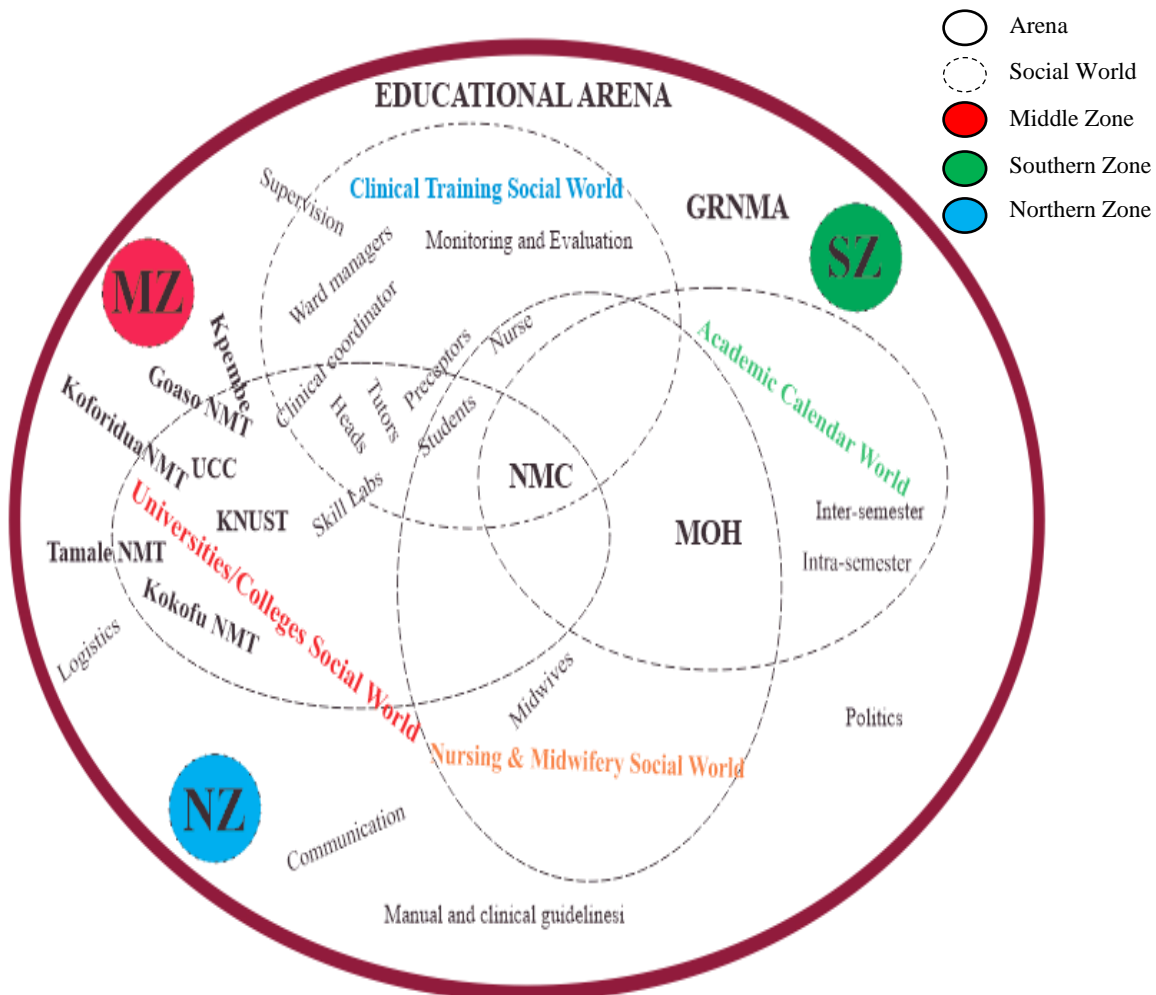 Arena
Social World
Middle Zone
Southern Zone
Northern Zone
EDUCATIONAL ARENA
Clinical Training Social World
Supervision
GRNMA
Monitoring and Evaluation
Ward managers
SZ
MZ
Clinical coordinator
Kpembe
Nurse
Preceptors
Academic Calendar World
Goaso NMT
Tutors
Heads
Students
KoforiduaNMT
UCC
NMC
Skill Labs
KNUST
Universities/Colleges Social World
Inter-semester
MOH
Tamale NMT
Intra-semester
Kokofu NMT
Logistics
Midwives
Politics
Nursing & Midwifery Social World
NZ
Communication
Manual and clinical guidelinesi